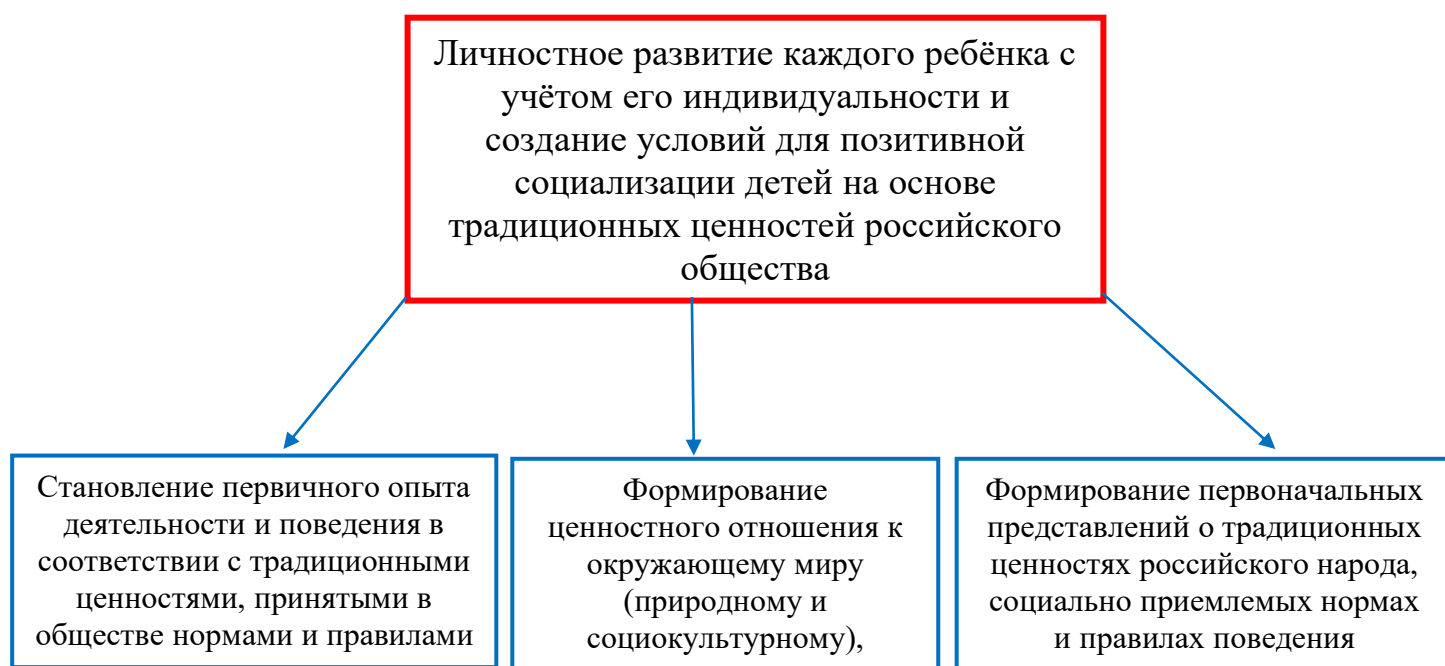 Личностное развитие каждого ребёнка с
учётом его индивидуальности и
создание условий для позитивной
социализации детей на основе
традиционных ценностей российского
общества
Становление первичного опыта
деятельности и поведения в
соответствии с традиционными
ценностями, принятыми в
обществе нормами и правилами
Формирование
ценностного отношения к
окружающему миру
(природному и
социокультурному),
Формирование первоначальных
представлений о традиционных
ценностях российского народа,
социально приемлемых нормах
и правилах поведения